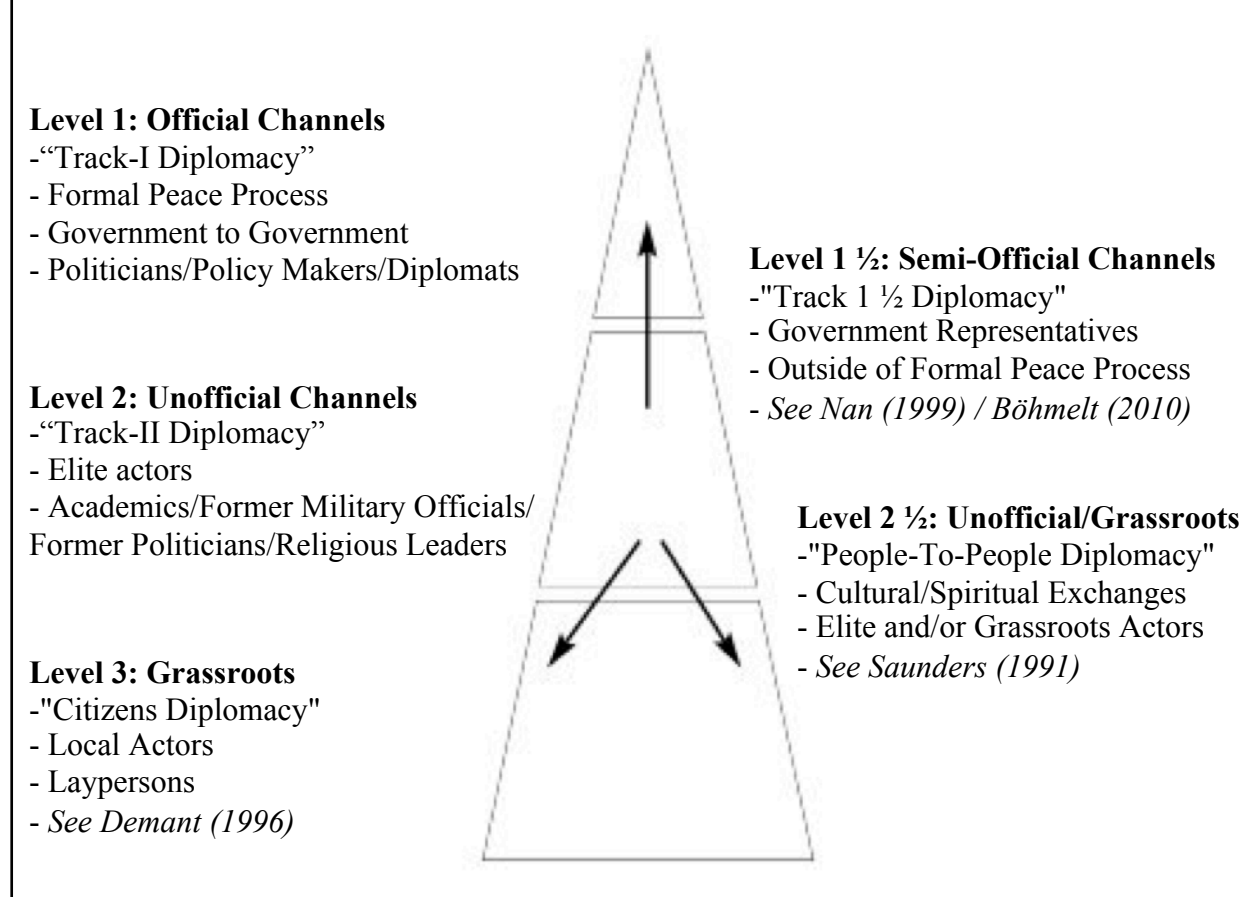 Level 1: Official Channels
-“Track-I Diplomacy”
- Formal Peace Process
- Government to Government
- Politicians/Policy Makers/Diplomats
Level 1 ½: Semi-Official Channels
-"Track 1 ½ Diplomacy"
- Government Representatives
- Outside of Formal Peace Process
- See Nan (1999) / Böhmelt (2010)
Level 2: Unofficial Channels
-“Track-II Diplomacy”
- Elite actors
- Academics/Former Military Officials/
Former Politicians/Religious Leaders
Level 2 ½: Unofficial/Grassroots
-"People-To-People Diplomacy"
- Cultural/Spiritual Exchanges
- Elite and/or Grassroots Actors
- See Saunders (1991)
Level 3: Grassroots
-"Citizens Diplomacy"
- Local Actors
- Laypersons
- See Demant (1996)